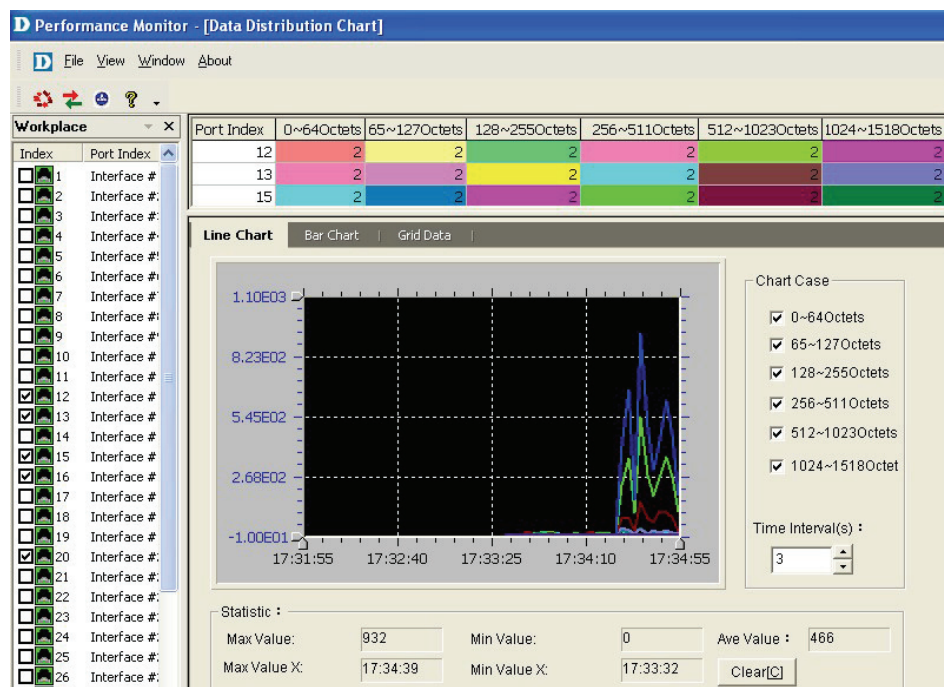 D Performance Monitor - [Data Distribution Chart]
D File View Window About
Workplace
Index Port Index
1 Interface #
2 Interface #
3 Interface #
4 Interface #
5 Interface #
6 Interface #
7 Interface #
8 Interface #
9 Interface #
10 Interface #
11 Interface #
12 Interface #
13 Interface #
14 Interface #
15 Interface #
16 Interface #
17 Interface #
18 Interface #
19 Interface #
20 Interface #
21 Interface #
22 Interface #
23 Interface #
24 Interface #
25 Interface #
26 Interface #
Port Index 0~64Octets 65~127Octets 128~255Octets 256~511Octets 512~1023Octets 1024~1518Octets
12 2 2 2 2 2 2
13 2 2 2 2 2 2
15 2 2 2 2 2 2
Line Chart Bar Chart Grid Data
1.10E03
8.23E02
5.45E02
2.68E02
-1.00E01
17:31:55 17:32:40 17:33:25 17:34:10 17:34:55
Chart Case
0~64Octets
65~127Octets
128~255Octets
256~511Octets
512~1023Octets
1024~1518Octet
Time Interval(s) :
3
Statistic :
Max Value: 932 Min Value: 0 Ave Value : 466
Max Value X: 17:34:39 Min Value X: 17:33:32 Clear[C]